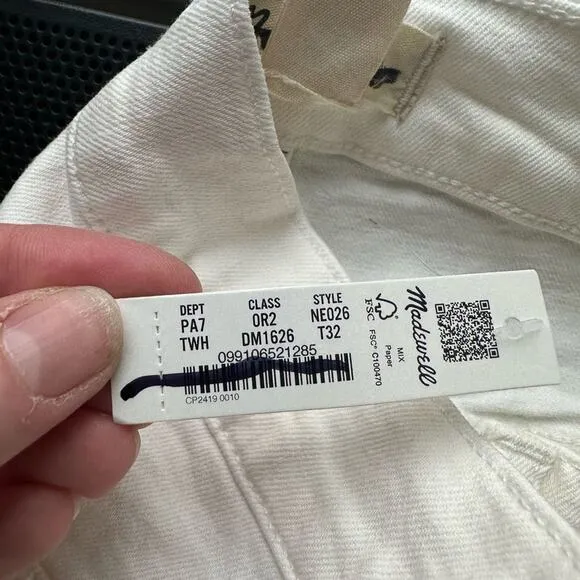 DEPT CLASS STYLE
PA7 0R2 NE026
TWH DM1626 T32
099106521285
CP2419 0010
FSC
MIX
Paper
FSC® C100470
Madewell